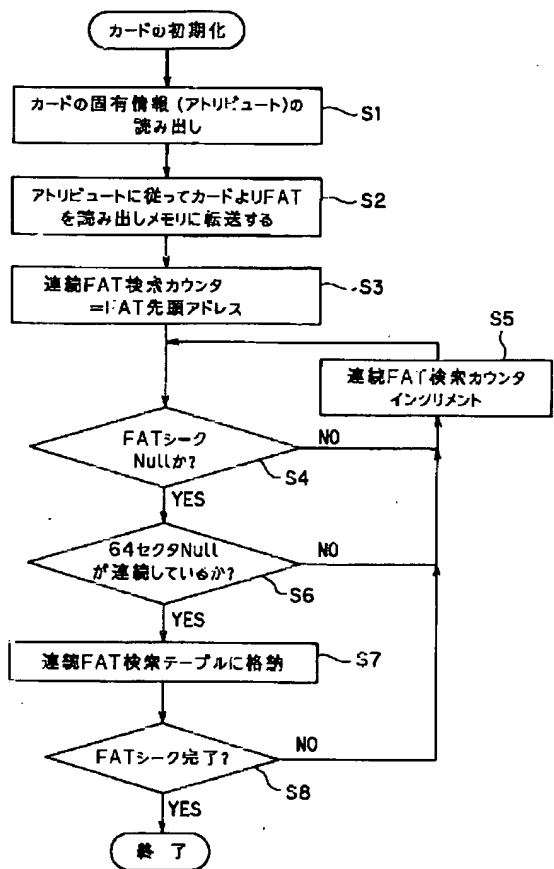 カードの初期化
カードの固有情報(アトリビュート)の
読み出し
S1
アトリビュートに従ってカードよりFAT
を読み出しメモリに転送する
S2
連続FAT検索カウンタ
=FAT先頭アドレス
S3
S5
連続FAT検索カウンタ
インクリメント
FATシーク
Nullか?
NO
S4
YES
64セクタNull
が連続しているか?
NO
S6
YES
連続FAT検索テーブルに格納
S7
FATシーク完了?
NO
S8
YES
終了